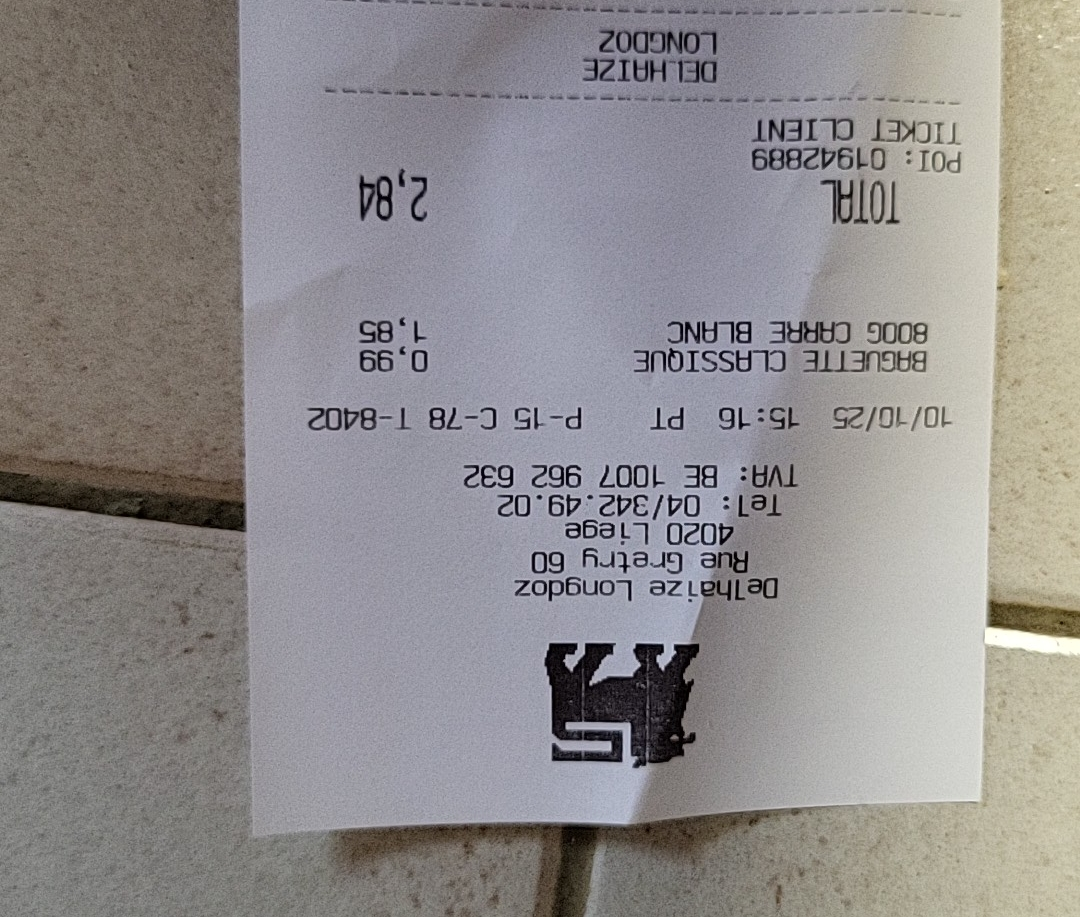 Delhaize Longdoz
Rue Gretry 60
4020 Liege
Tel: 04/342.49.02
TVA: BE 1007 962 632
10/10/25 15:16 PT P-15 C-78 T-8402
BAGUETTE CLASSIQUE 0,99
800G CARRE BLANC 1,85
TOTAL 2,84
POI: 01942889
TICKET CLIENT
DELHAIZE
LONGDOZ